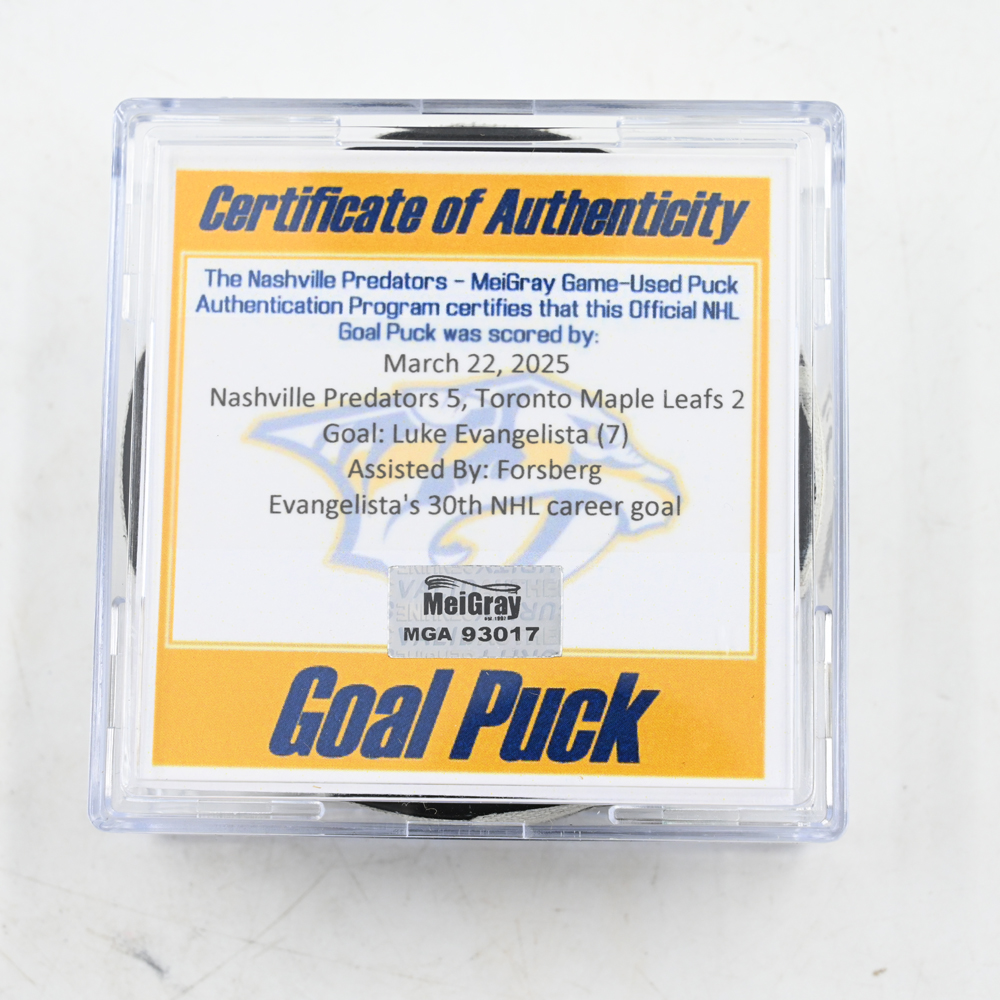 Certificate of Authenticity
The Nashville Predators - MeiGray Game-Used Puck
Authentication Program certifies that this Official NHL
Goal Puck was scored by:
March 22, 2025
Nashville Predators 5, Toronto Maple Leafs 2
Goal: Luke Evangelista (7)
Assisted By: Forsberg
Evangelista's 30th NHL career goal
MeiGray
MGA 93017
Goal Puck